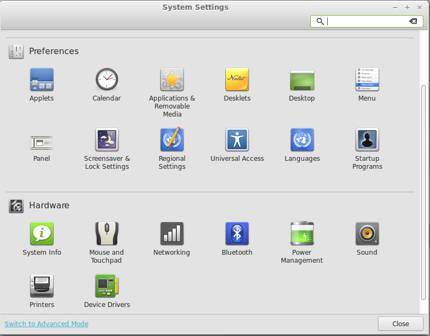 System Settings
Preferences
Applets
Calendar
Applications &
Removable
Media
Desklets
Desktop
Menu
Panel
Screensaver &
Lock Settings
Regional
Settings
Universal Access
Languages
Startup
Programs
Hardware
System Info
Mouse and
Touchpad
Networking
Bluetooth
Power
Management
Sound
Printers
Device Drivers
Switch to Advanced Mode
Close